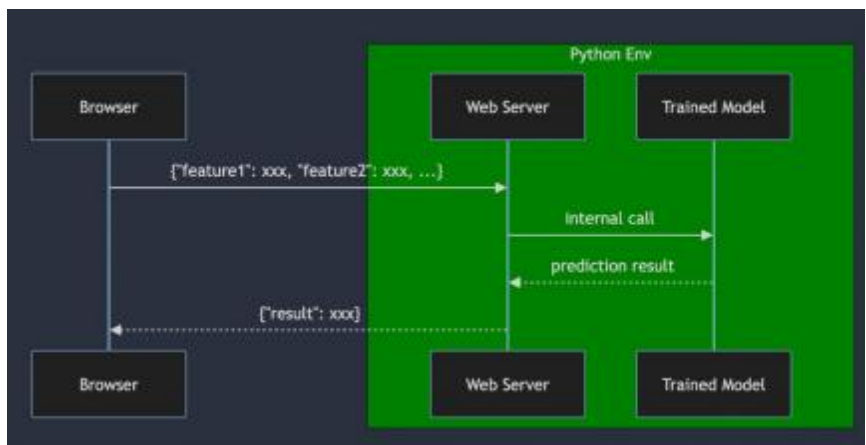 Python Env
Browser
Web Server
Trained Model
{"feature1": xxx, "feature2": xxx, ...}
internal call
prediction result
{"result": xxx}
Browser
Web Server
Trained Model